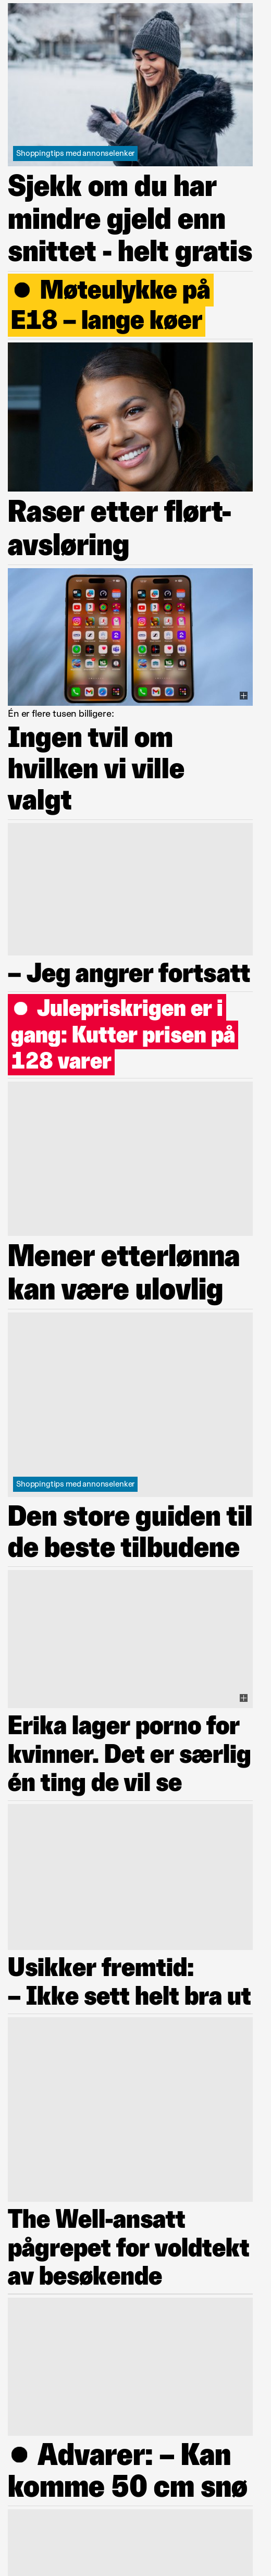 Shoppingtips med annonselenker
Sjekk om du har
mindre gjeld enn
snittet - helt gratis
● Møteulykke på
E18 – lange køer
Raser etter flørt-
avsløring
Én er flere tusen billigere:
Ingen tvil om
hvilken vi ville
valgt
– Jeg angrer fortsatt
● Julepriskrigen er i
gang: Kutter prisen på
128 varer
Mener etterlønna
kan være ulovlig
Shoppingtips med annonselenker
Den store guiden til
de beste tilbudene
Erika lager porno for
kvinner. Det er særlig
én ting de vil se
Usikker fremtid:
– Ikke sett helt bra ut
The Well-ansatt
pågrepet for voldtekt
av besøkende
● Advarer: – Kan
komme 50 cm snø